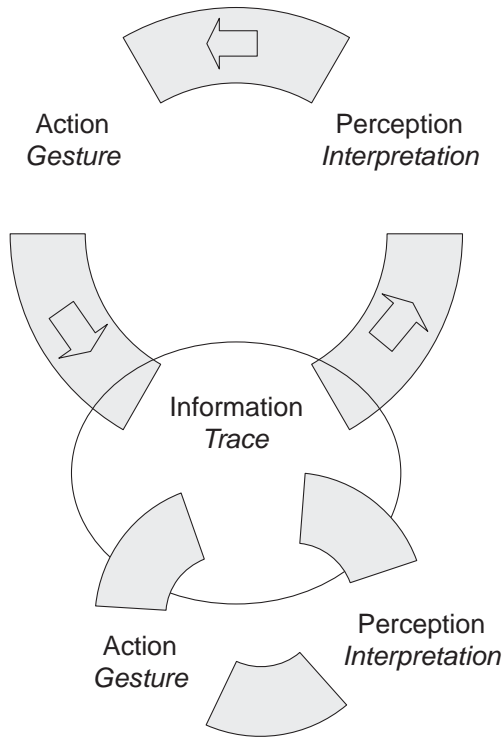 Action
Gesture
Perception
Interpretation
Information
Trace
Action
Gesture
Perception
Interpretation